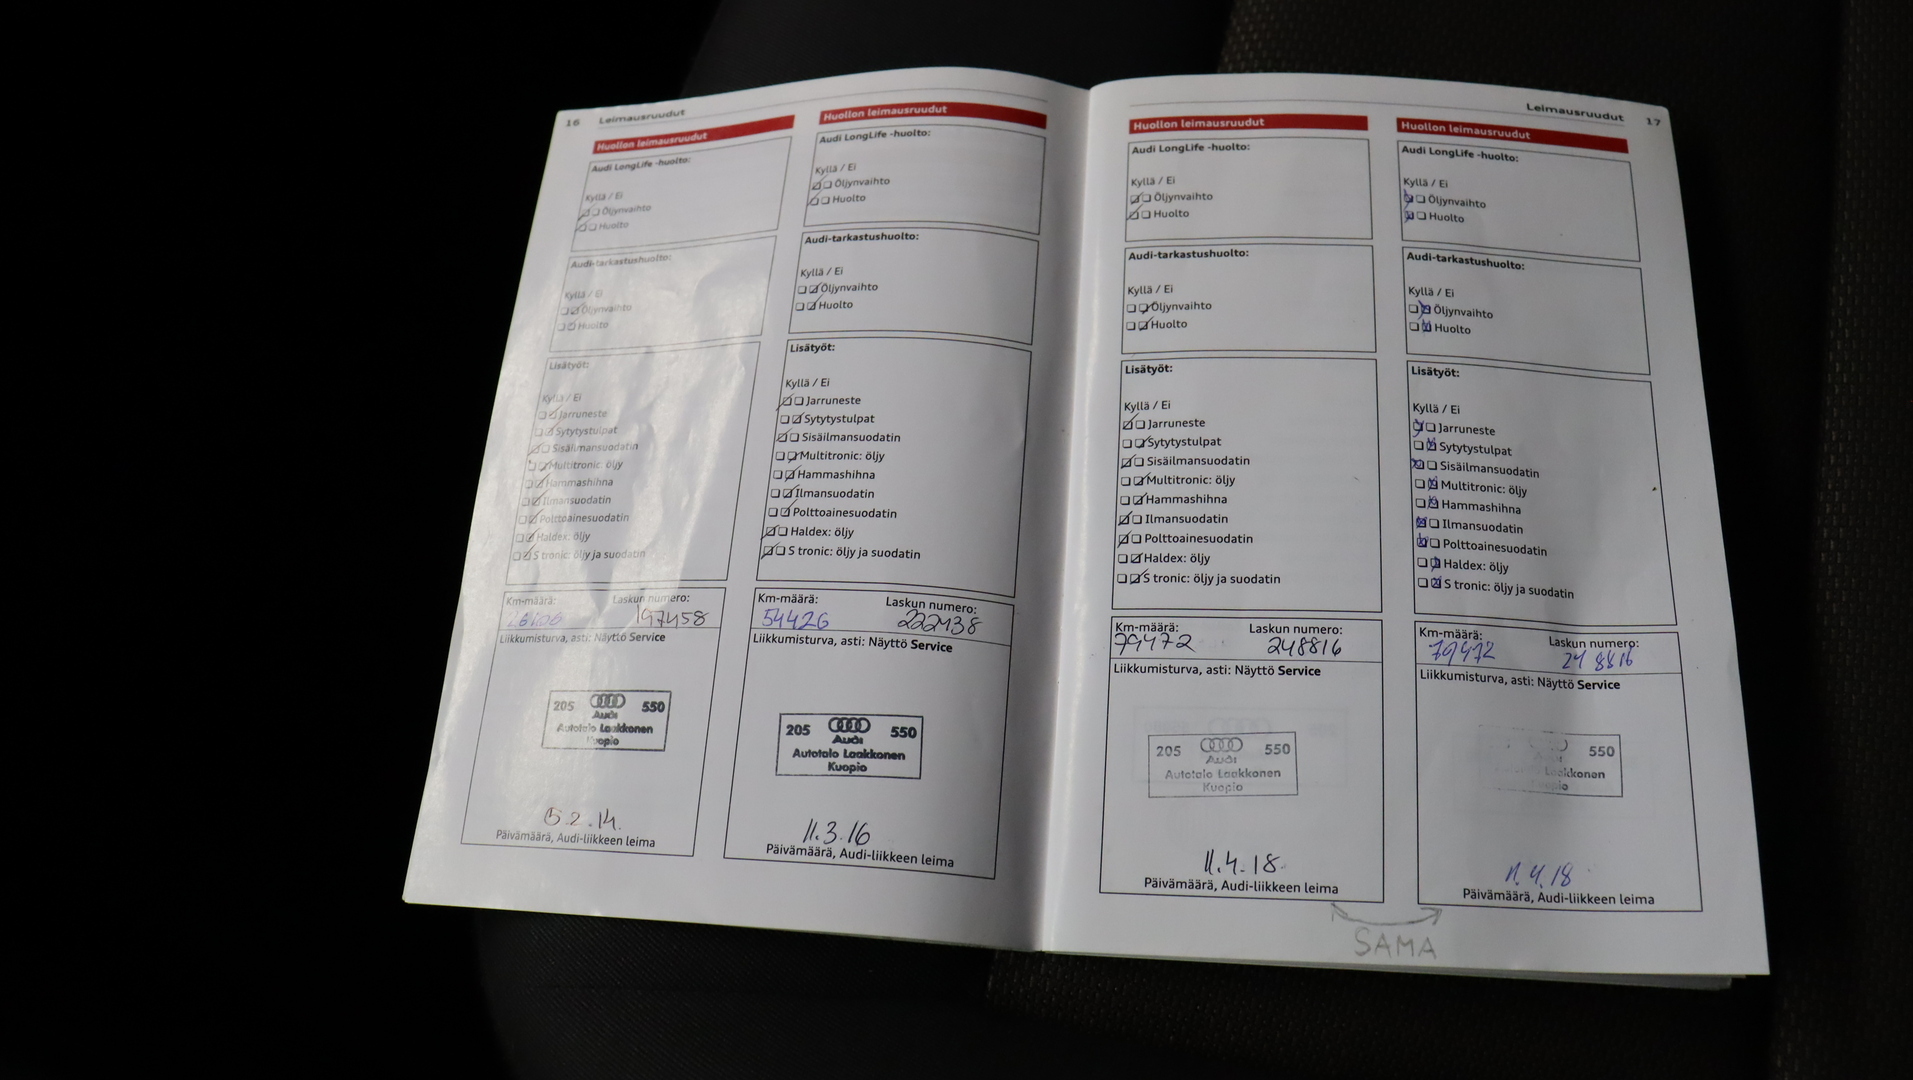 16 Leimausruudut
Huollon leimausruudut
Audi LongLife -huolto:
Kyllä / Ei
Öljynvaihto
Huolto
Audi-tarkastushuolto:
Kyllä / Ei
Öljynvaihto
Huolto
Lisätyöt:
Kyllä / Ei
Jarruneste
Sytytystulpat
Sisäilmansuodatin
Multitronic: öljy
Hammashihna
Ilmansuodatin
Polttoainesuodatin
Haldex: öljy
S tronic: öljy ja suodatin
Km-määrä: Laskun numero:
197458
Liikkumisturva, asti: Näyttö Service
205 Audi 550
Autotalo Laakkonen
Kuopio
5.2.14.
Päivämäärä, Audi-liikkeen leima
Huollon leimausruudut
Audi LongLife -huolto:
Kyllä / Ei
Öljynvaihto
Huolto
Audi-tarkastushuolto:
Kyllä / Ei
Öljynvaihto
Huolto
Lisätyöt:
Kyllä / Ei
Jarruneste
Sytytystulpat
Sisäilmansuodatin
Multitronic: öljy
Hammashihna
Ilmansuodatin
Polttoainesuodatin
Haldex: öljy
S tronic: öljy ja suodatin
Km-määrä: Laskun numero:
54426 222438
Liikkumisturva, asti: Näyttö Service
205 Audi 550
Autotalo Laakkonen
Kuopio
11.3.16
Päivämäärä, Audi-liikkeen leima
Leimausruudut 17
Huollon leimausruudut
Audi LongLife -huolto:
Kyllä / Ei
Öljynvaihto
Huolto
Audi-tarkastushuolto:
Kyllä / Ei
Öljynvaihto
Huolto
Lisätyöt:
Kyllä / Ei
Jarruneste
Sytytystulpat
Sisäilmansuodatin
Multitronic: öljy
Hammashihna
Ilmansuodatin
Polttoainesuodatin
Haldex: öljy
S tronic: öljy ja suodatin
Km-määrä: Laskun numero:
79472 248816
Liikkumisturva, asti: Näyttö Service
205 Audi 550
Autotalo Laakkonen
Kuopio
11.4.18.
Päivämäärä, Audi-liikkeen leima
Huollon leimausruudut
Audi LongLife -huolto:
Kyllä / Ei
Öljynvaihto
Huolto
Audi-tarkastushuolto:
Kyllä / Ei
Öljynvaihto
Huolto
Lisätyöt:
Kyllä / Ei
Jarruneste
Sytytystulpat
Sisäilmansuodatin
Multitronic: öljy
Hammashihna
Ilmansuodatin
Polttoainesuodatin
Haldex: öljy
S tronic: öljy ja suodatin
Km-määrä: Laskun numero:
79472 248816
Liikkumisturva, asti: Näyttö Service
550
Laakkonen
11.4.18
Päivämäärä, Audi-liikkeen leima
SAMA